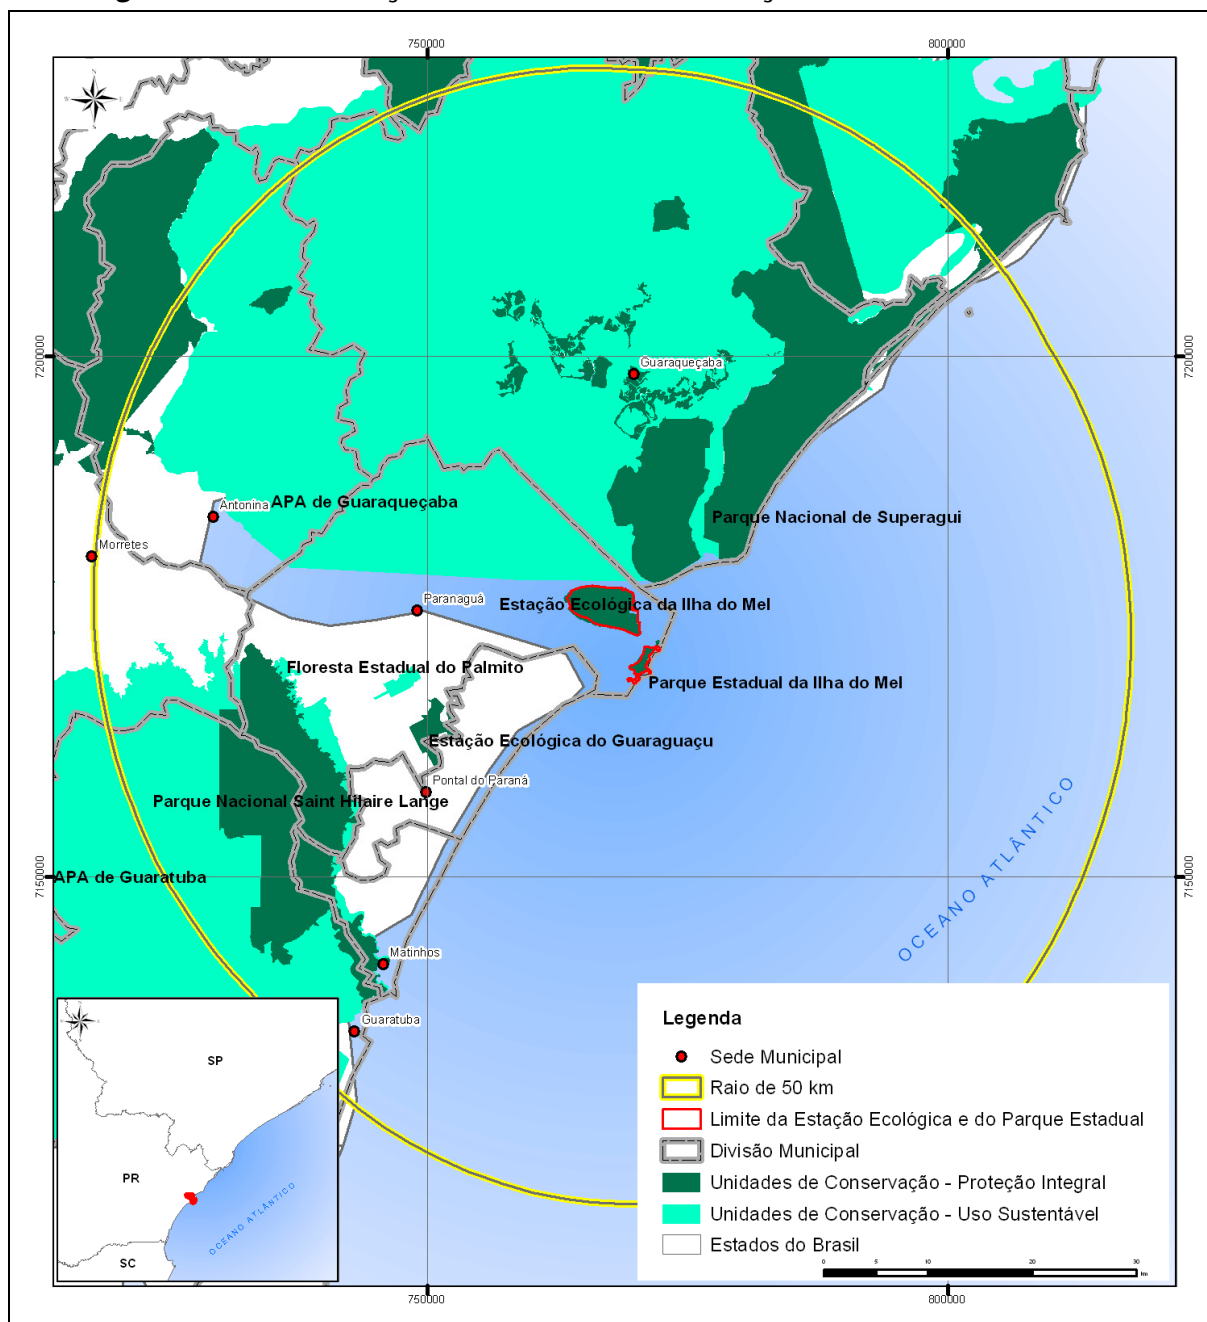 750000
800000
7200000
7200000
Guaraqueçaba
APA de Guaraqueçaba
Antonina
Parque Nacional de Superagui
Morretes
Paranaguá
Estação Ecológica da Ilha do Mel
Floresta Estadual do Palmito
Parque Estadual da Ilha do Mel
Estação Ecológica do Guaraguaçu
Pontal do Paraná
Parque Nacional Saint Hilaire Lange
7150000
7150000
APA de Guaratuba
OCEANO ATLÂNTICO
Matinhos
Guaratuba
SP
PR
SC
OCEANO ATLÂNTICO
Legenda
Sede Municipal
Raio de 50 km
Limite da Estação Ecológica e do Parque Estadual
Divisão Municipal
Unidades de Conservação - Proteção Integral
Unidades de Conservação - Uso Sustentável
Estados do Brasil
0 5 10 20 30
km
750000
800000